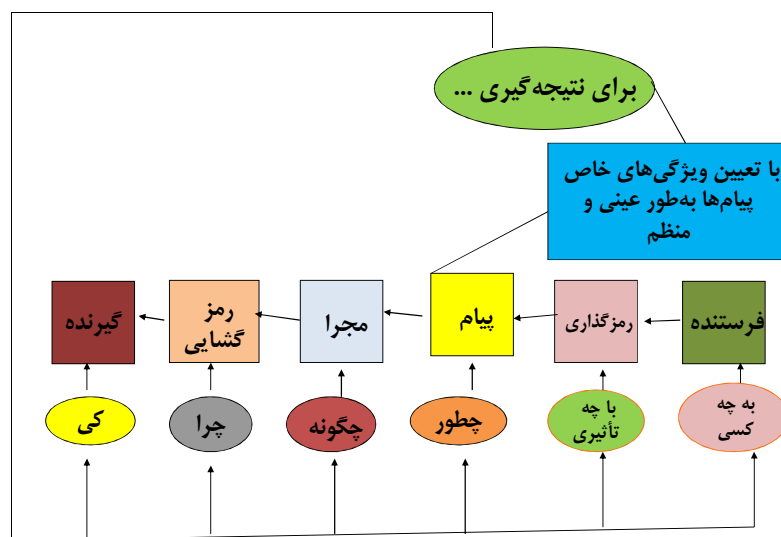 برای نتیجه‌گیری ...
با تعیین ویژگی‌های خاص
پیام‌ها به‌طور عینی و
منظم
فرستنده
رمزگذاری
پیام
مجرا
رمز
گشایی
گیرنده
به چه
کسی
با چه
تأثیری
چطور
چگونه
چرا
کی